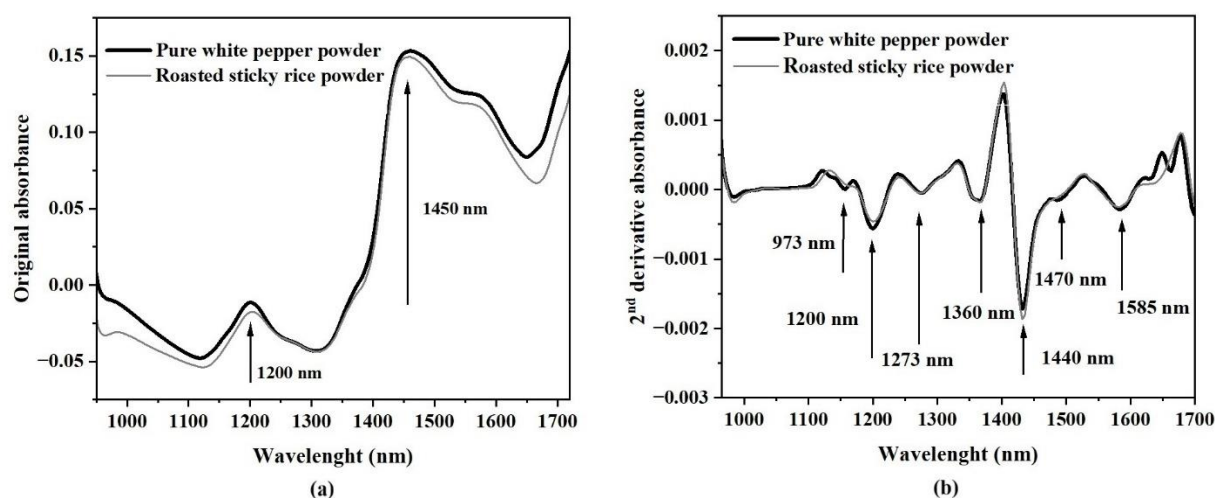 0.15
0.10
0.05
0.00
−0.05
Original absorbance
Pure white pepper powder
Roasted sticky rice powder
1450 nm
1200 nm
1000 1100 1200 1300 1400 1500 1600 1700
Wavelenght (nm)
(a)
0.002
0.001
0.000
−0.001
−0.002
−0.003
2nd derivative absorbance
Pure white pepper powder
Roasted sticky rice powder
973 nm
1200 nm
1273 nm
1360 nm
1440 nm
1470 nm
1585 nm
1000 1100 1200 1300 1400 1500 1600 1700
Wavelenght (nm)
(b)